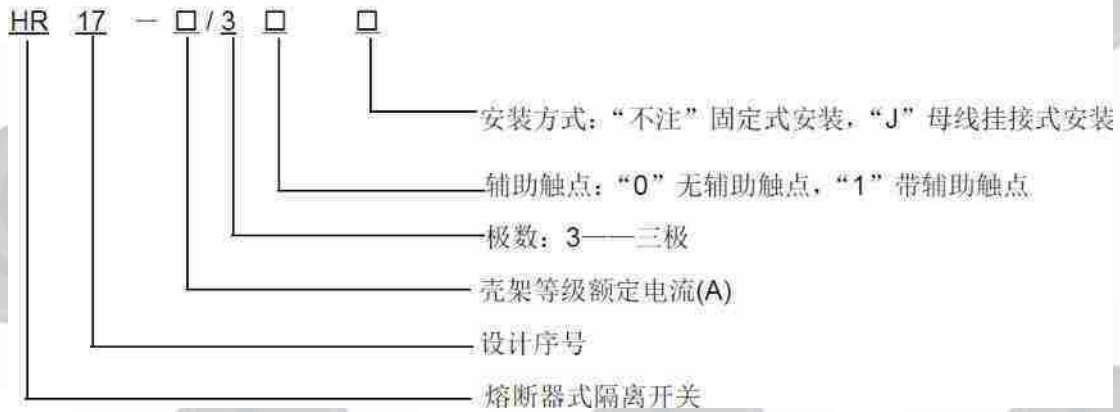 HR 17 － □ / 3 □ □
安装方式：“不注”固定式安装，“J”母线挂接式安装
辅助触点：“0”无辅助触点，“1”带辅助触点
极数：3——三极
壳架等级额定电流(A)
设计序号
熔断器式隔离开关